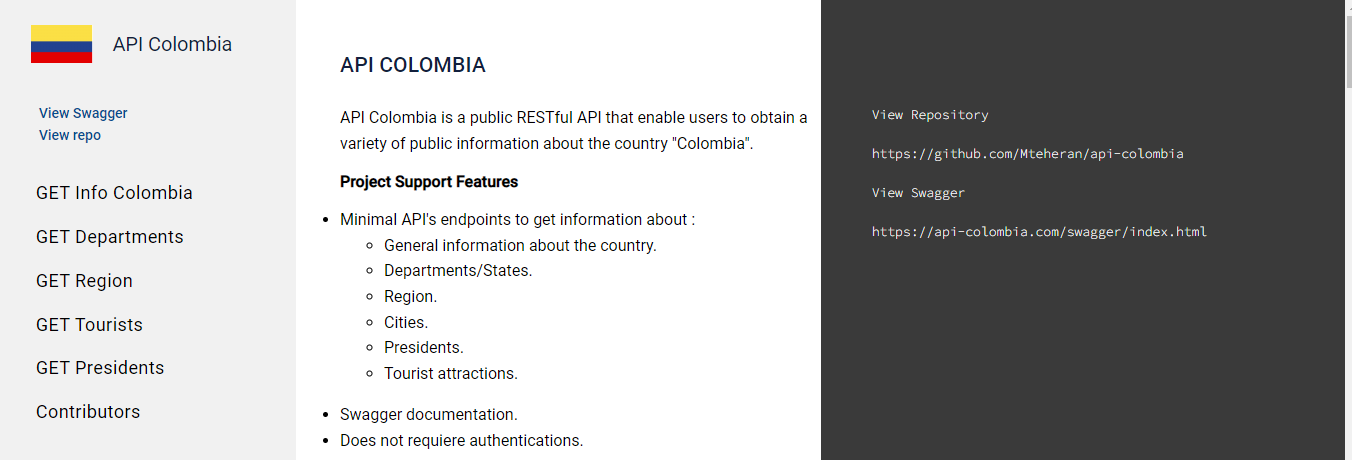 API Colombia
View Swagger
View repo
GET Info Colombia
GET Departments
GET Region
GET Tourists
GET Presidents
Contributors
API COLOMBIA
API Colombia is a public RESTful API that enable users to obtain a
variety of public information about the country "Colombia".
Project Support Features
Minimal API's endpoints to get information about :
General information about the country.
Departments/States.
Region.
Cities.
Presidents.
Tourist attractions.
Swagger documentation.
Does not requiere authentications.
View Repository
https://github.com/Mteheran/api-colombia
View Swagger
https://api-colombia.com/swagger/index.html